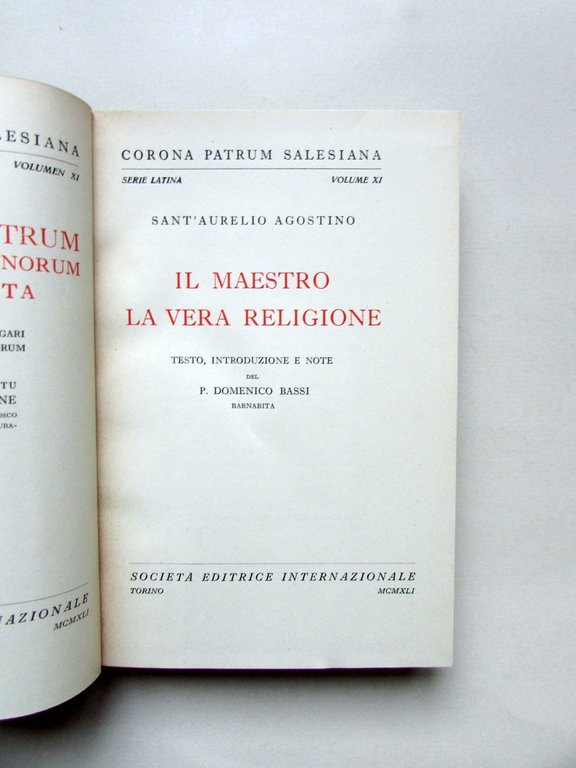 LESIANA
VOLUMEN XI
TRUM
NORUM
TA
GARI
ORUM
TU
NE
OSCO
URA-
NAZIONALE
MCMXLI
CORONA PATRUM SALESIANA
SERIE LATINA VOLUME XI
SANT'AURELIO AGOSTINO
IL MAESTRO
LA VERA RELIGIONE
TESTO, INTRODUZIONE E NOTE
DEL
P. DOMENICO BASSI
BARNABITA
SOCIETÀ EDITRICE INTERNAZIONALE
TORINO MCMXLI